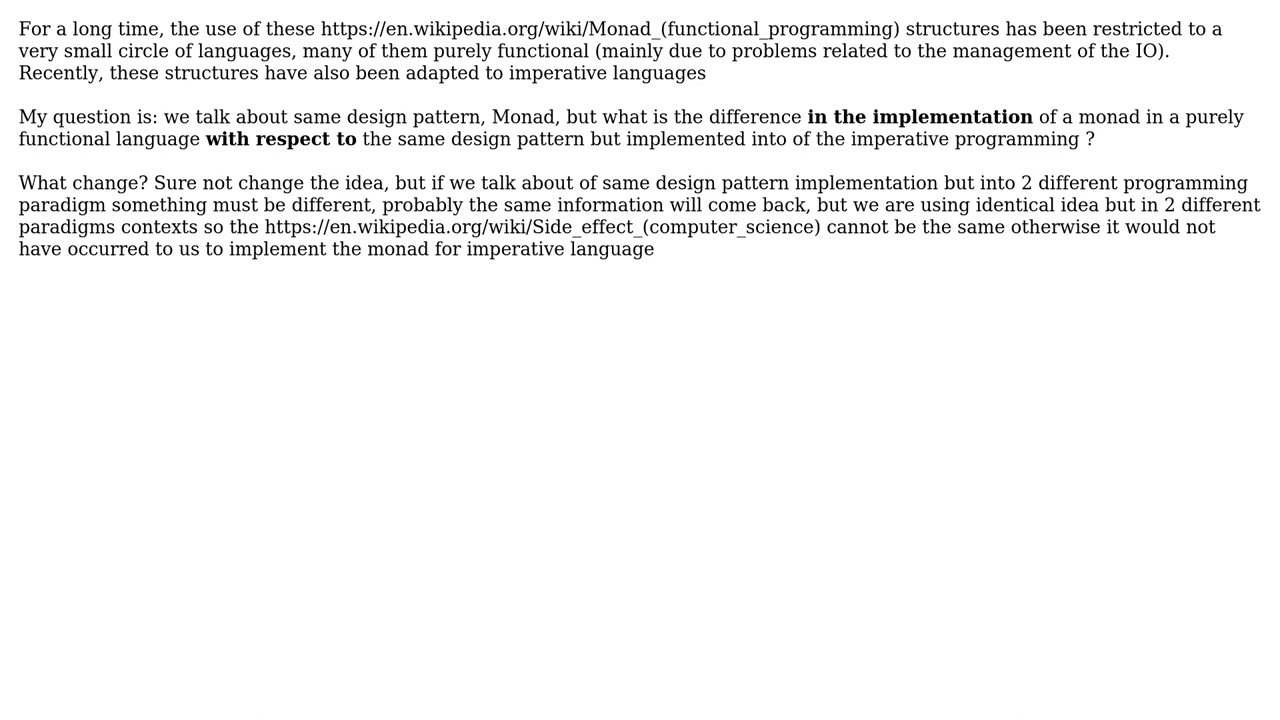 For a long time, the use of these https://en.wikipedia.org/wiki/Monad_(functional_programming) structures has been restricted to a
very small circle of languages, many of them purely functional (mainly due to problems related to the management of the IO).
Recently, these structures have also been adapted to imperative languages
My question is: we talk about same design pattern, Monad, but what is the difference in the implementation of a monad in a purely
functional language with respect to the same design pattern but implemented into of the imperative programming ?
What change? Sure not change the idea, but if we talk about of same design pattern implementation but into 2 different programming
paradigm something must be different, probably the same information will come back, but we are using identical idea but in 2 different
paradigms contexts so the https://en.wikipedia.org/wiki/Side_effect_(computer_science) cannot be the same otherwise it would not
have occurred to us to implement the monad for imperative language